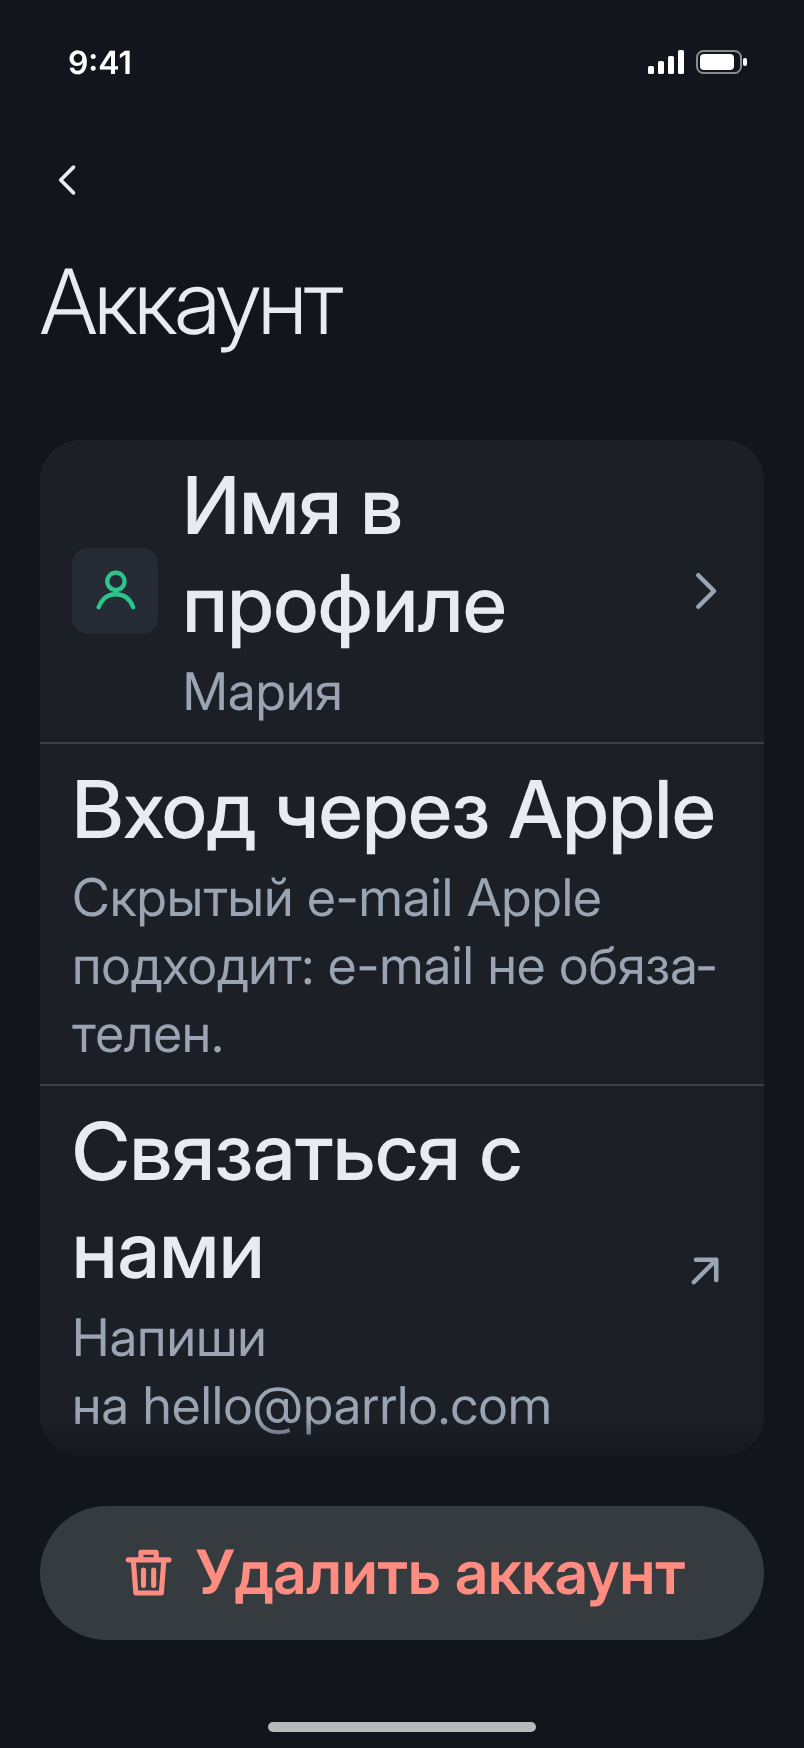 9:41
Аккаунт
Имя в
профиле
Мария
Вход через Apple
Скрытый e-mail Apple
подходит: e-mail не обяза-
телен.
Связаться с
нами
Напиши
на hello@parrlo.com
Удалить аккаунт